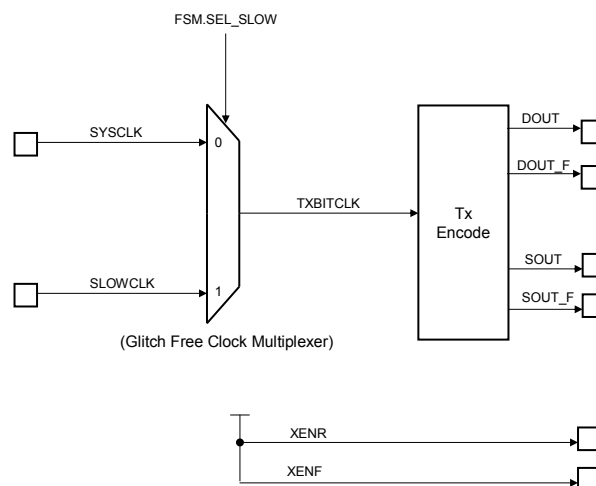 FSM.SEL_SLOW
SYSCLK
0
DOUT
DOUT_F
TXBITCLK
Tx
Encode
SOUT
SLOWCLK
1
SOUT_F
(Glitch Free Clock Multiplexer)
XENR
XENF